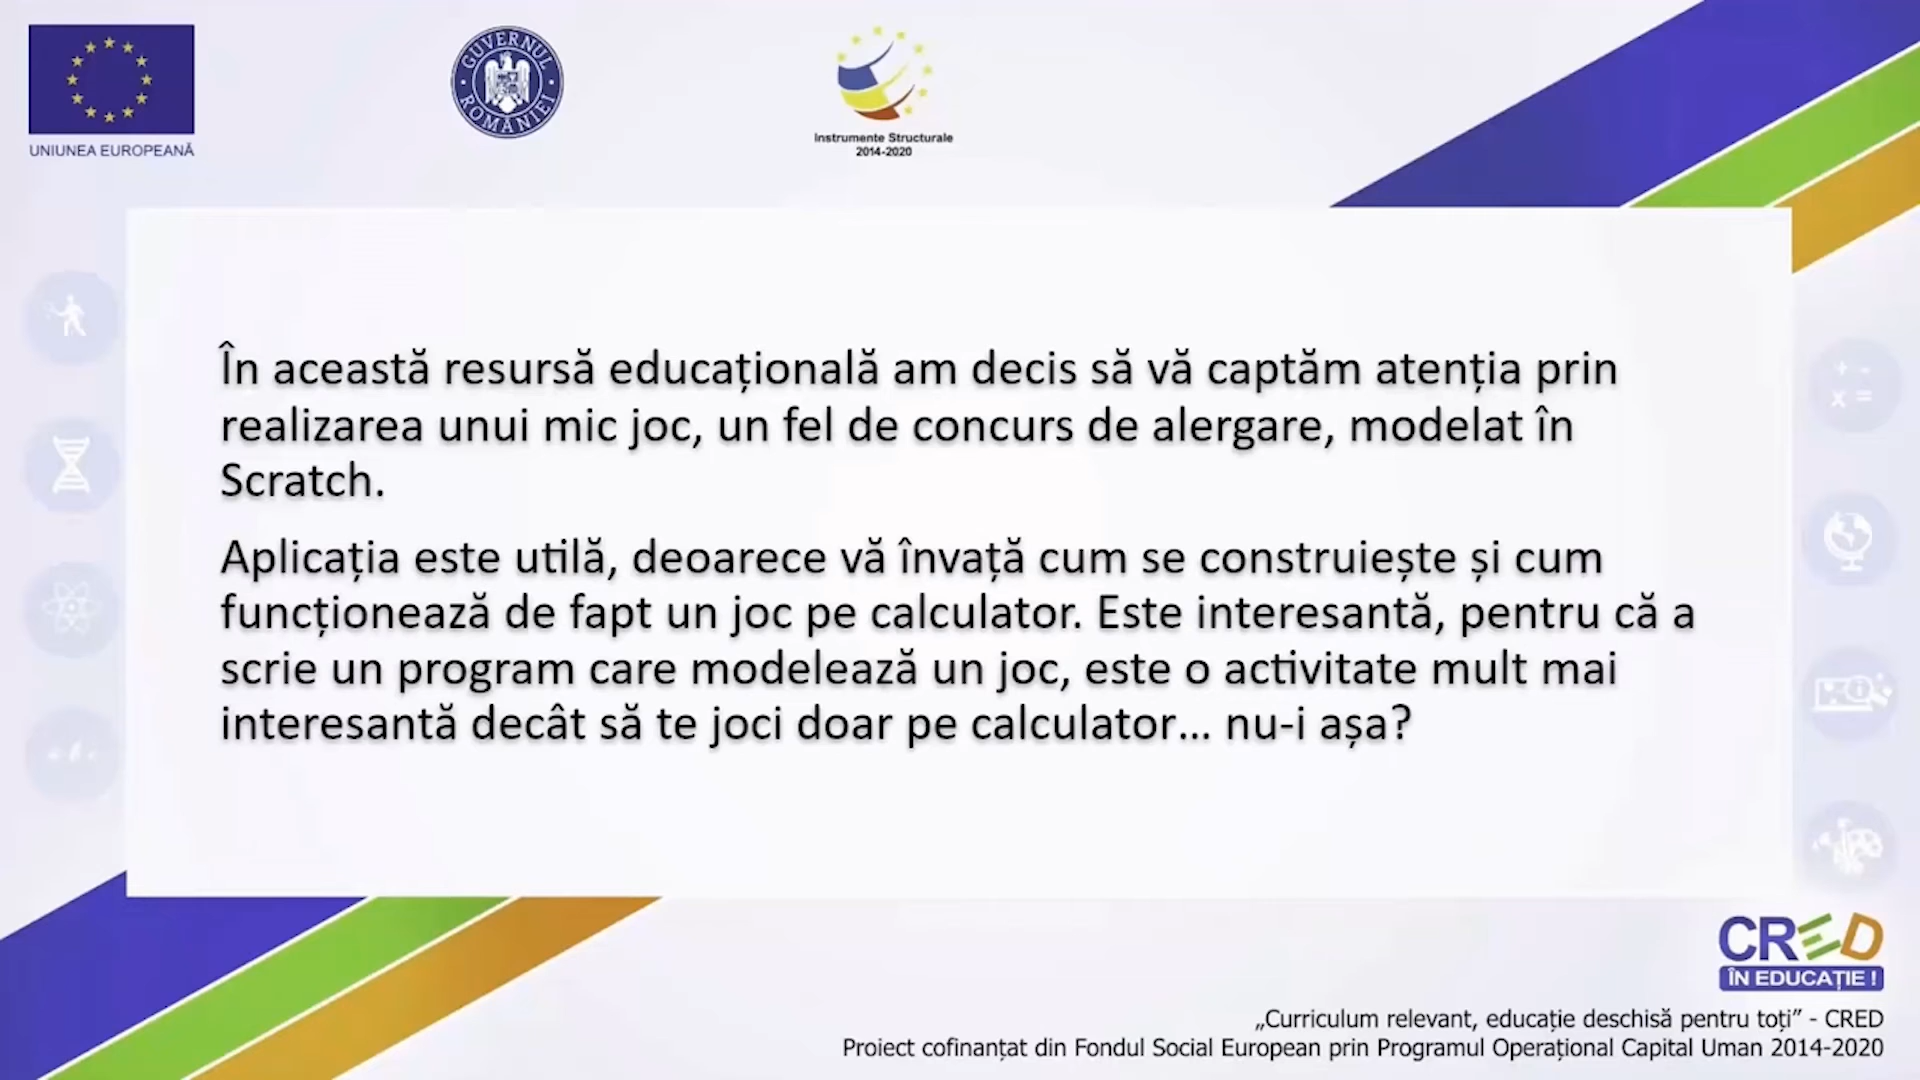 UNIUNEA EUROPEANĂ
GUVERNUL ROMÂNIEI
Instrumente Structurale
2014-2020
În această resursă educațională am decis să vă captăm atenția prin
realizarea unui mic joc, un fel de concurs de alergare, modelat în
Scratch.
Aplicația este utilă, deoarece vă învață cum se construiește și cum
funcționează de fapt un joc pe calculator. Este interesantă, pentru că a
scrie un program care modelează un joc, este o activitate mult mai
interesantă decât să te joci doar pe calculator... nu-i așa?
CRED
ÎN EDUCAȚIE !
„Curriculum relevant, educație deschisă pentru toți” - CRED
Proiect cofinanțat din Fondul Social European prin Programul Operațional Capital Uman 2014-2020